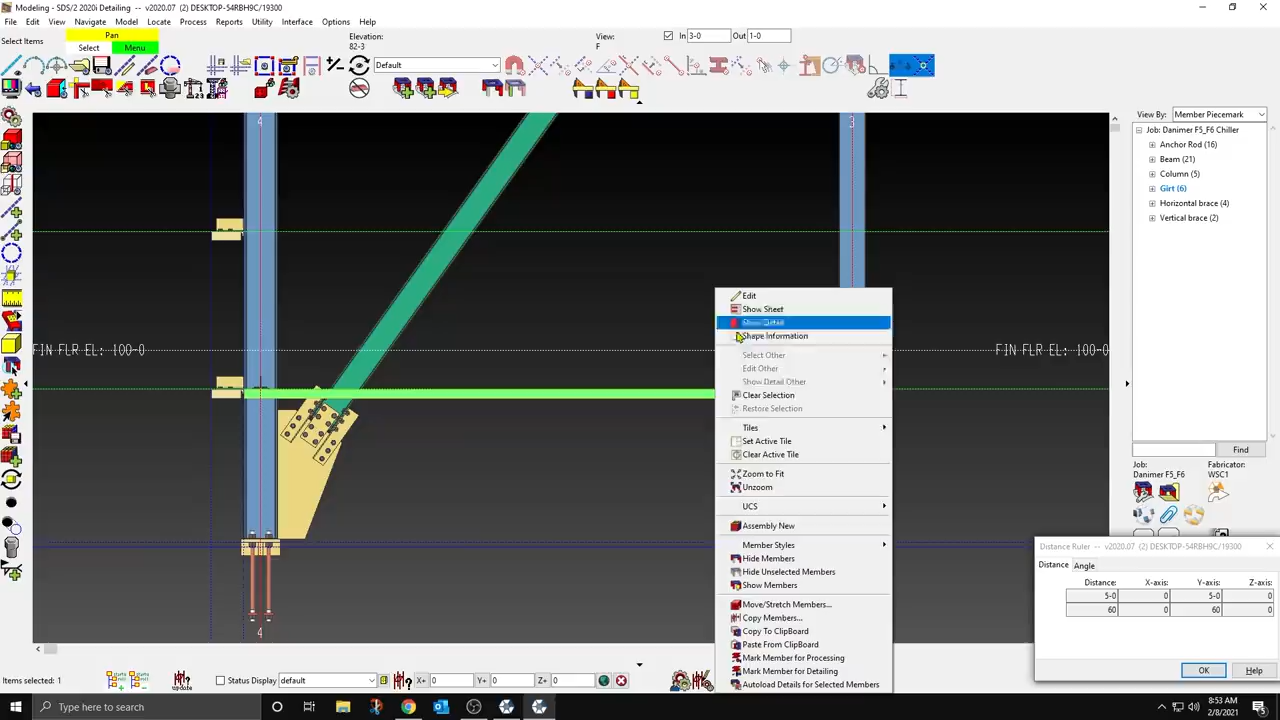 Modeling - SDS/2 2020i Detailing -- v2020.07 (2) DESKTOP-54RBH9C/19300
File Edit View Navigate Model Locate Process Reports Utility Interface Options Help
Pan
Select Items
Select Menu
Elevation:
82-3
View:
F
In 3-0 Out 1-0
Default
View By: Member Piecemark
Job: Danimer F5_F6 Chiller
Anchor Rod (16)
Beam (21)
Column (5)
Girt (6)
Horizontal brace (4)
Vertical brace (2)
4
3
FIN FLR EL: 100-0
FIN FLR EL: 100-0
4
Edit
Show Sheet
Show Detail
Shape Information
Select Other
Edit Other
Show Detail Other
Clear Selection
Restore Selection
Tiles
Set Active Tile
Clear Active Tile
Zoom to Fit
Unzoom
UCS
Assembly New
Member Styles
Hide Members
Hide Unselected Members
Show Members
Move/Stretch Members...
Copy Members...
Copy To ClipBoard
Paste From ClipBoard
Mark Member for Processing
Mark Member for Detailing
Autoload Details for Selected Members
Find
Job:
Danimer F5_F6
Fabricator:
WSC1
Distance Ruler -- v2020.07 (2) DESKTOP-54RBH9C/19300
Distance Angle
Distance: X-axis: Y-axis: Z-axis:
5-0 0 5-0 0
60 0 60 0
OK Help
Items selected: 1
update
Status Display default
X= 0 Y= 0 Z= 0
Type here to search
8:53 AM
2/8/2021